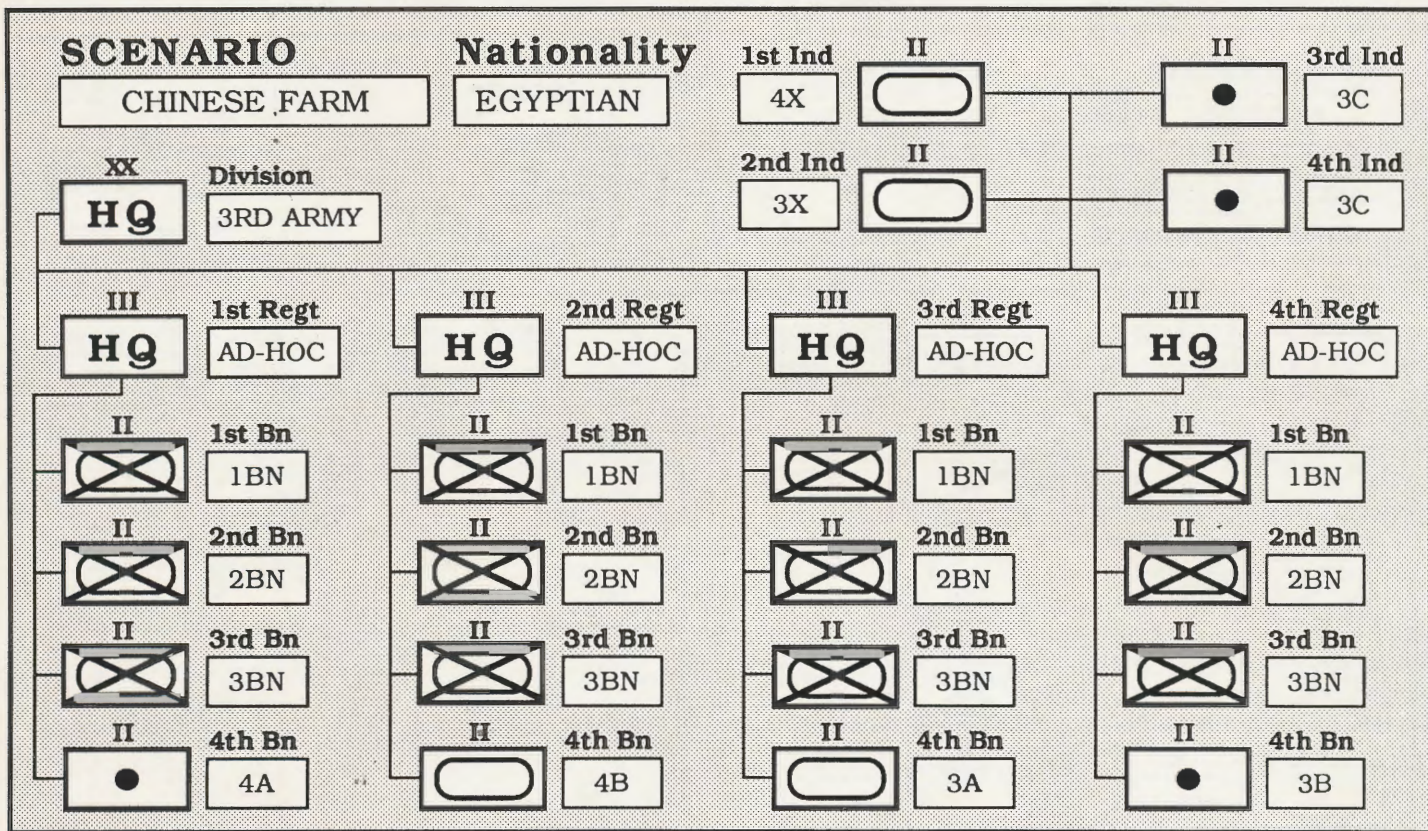 SCENARIO Nationality
CHINESE FARM EGYPTIAN
1st Ind II II 3rd Ind
4X 3C
2nd Ind II II 4th Ind
3X 3C
XX Division
HQ 3RD ARMY
III 1st Regt III 2nd Regt III 3rd Regt III 4th Regt
HQ AD-HOC HQ AD-HOC HQ AD-HOC HQ AD-HOC
II 1st Bn II 1st Bn II 1st Bn II 1st Bn
1BN 1BN 1BN 1BN
II 2nd Bn II 2nd Bn II 2nd Bn II 2nd Bn
2BN 2BN 2BN 2BN
II 3rd Bn II 3rd Bn II 3rd Bn II 3rd Bn
3BN 3BN 3BN 3BN
II 4th Bn II 4th Bn II 4th Bn II 4th Bn
4A 4B 3A 3B